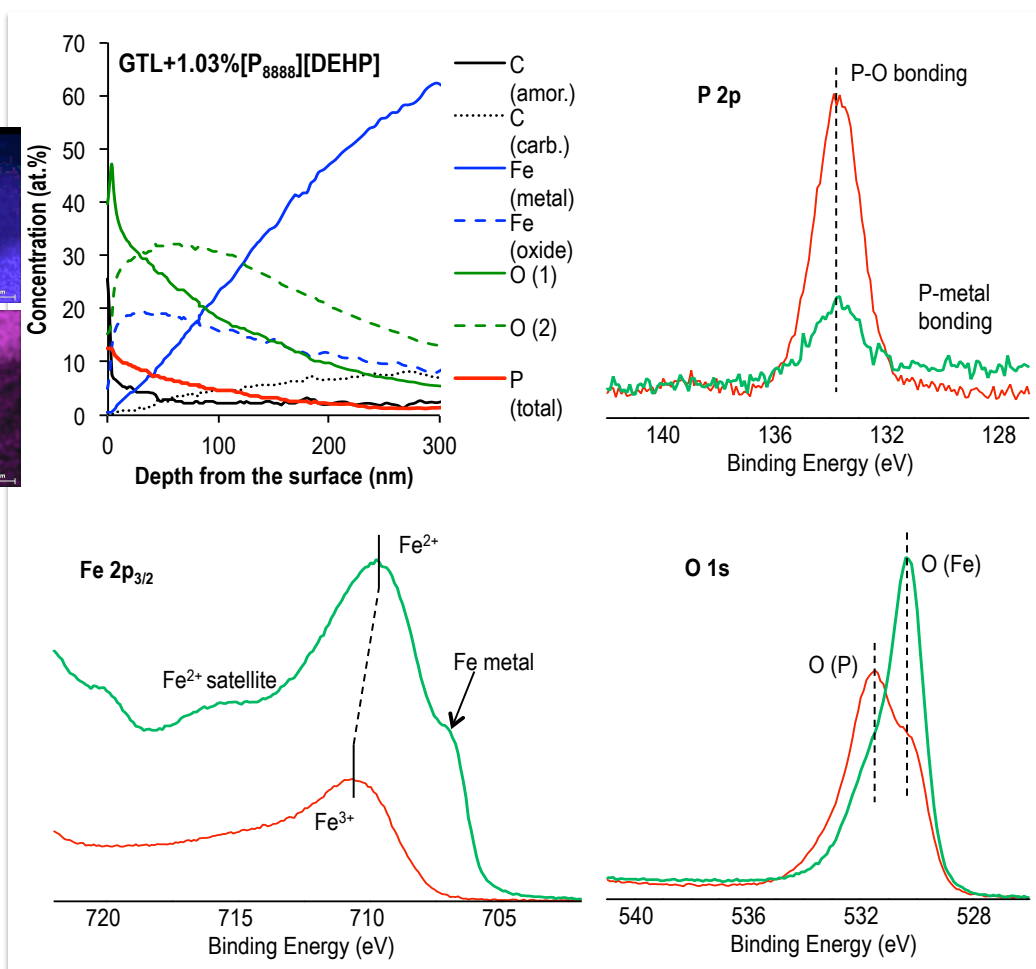 GTL+1.03%[P8888][DEHP]
70
60
50
40
30
20
10
0
Concentration (at.%)
0
100
200
300
Depth from the surface (nm)
C
(amor.)
C
(carb.)
Fe
(metal)
Fe
(oxide)
O (1)
O (2)
P
(total)
P 2p
P-O bonding
P-metal
bonding
140
136
132
128
Binding Energy (eV)
Fe 2p3/2
Fe2+
Fe2+ satellite
Fe metal
Fe3+
720
715
710
705
Binding Energy (eV)
O 1s
O (Fe)
O (P)
540
536
532
528
Binding Energy (eV)